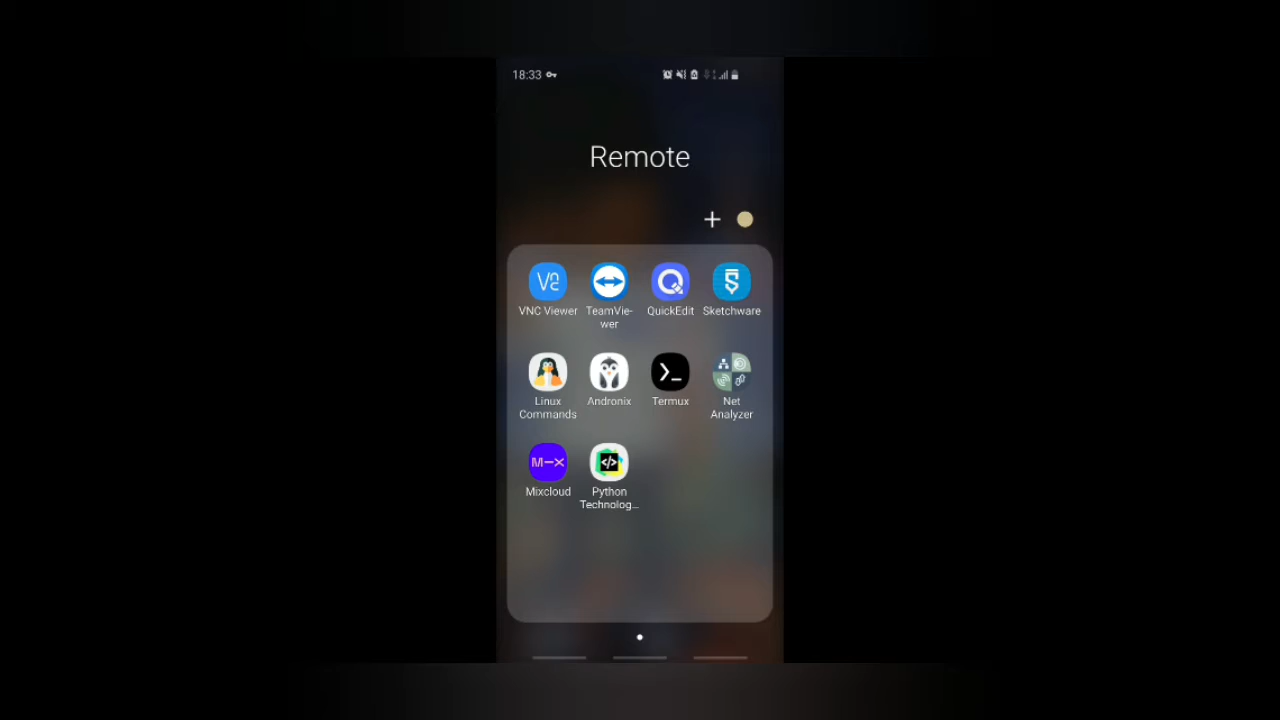 18:33
Remote
VNC Viewer
TeamVie-
wer
QuickEdit
Sketchware
Linux
Commands
Andronix
Termux
Net
Analyzer
M-X
Mixcloud
Python
Technolog...